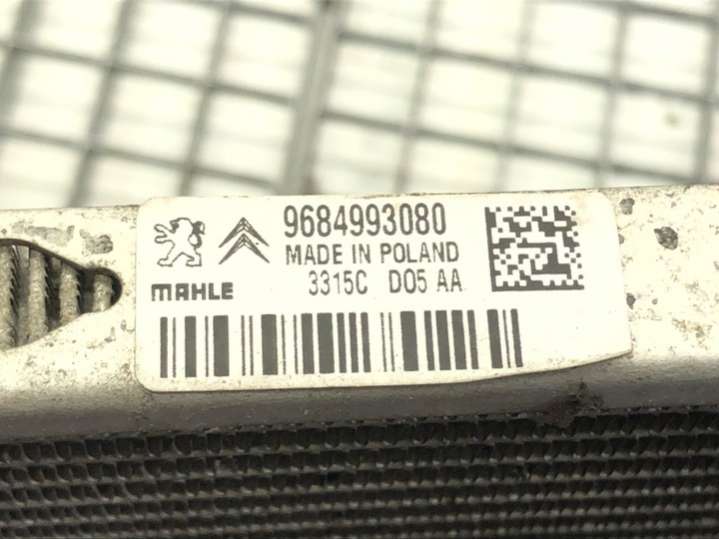 9684993080
MADE IN POLAND
MAHLE 3315C D05 AA